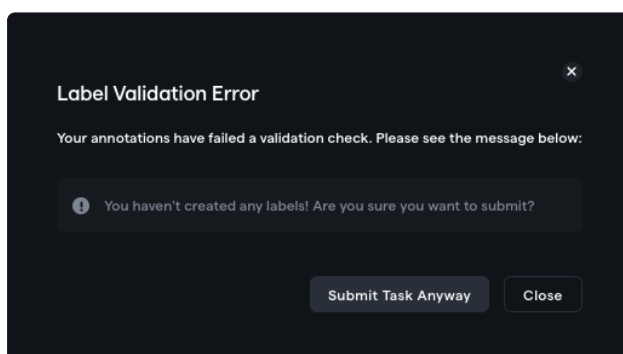 Label Validation Error
Your annotations have failed a validation check. Please see the message below:
You haven't created any labels! Are you sure you want to submit?
Submit Task Anyway
Close